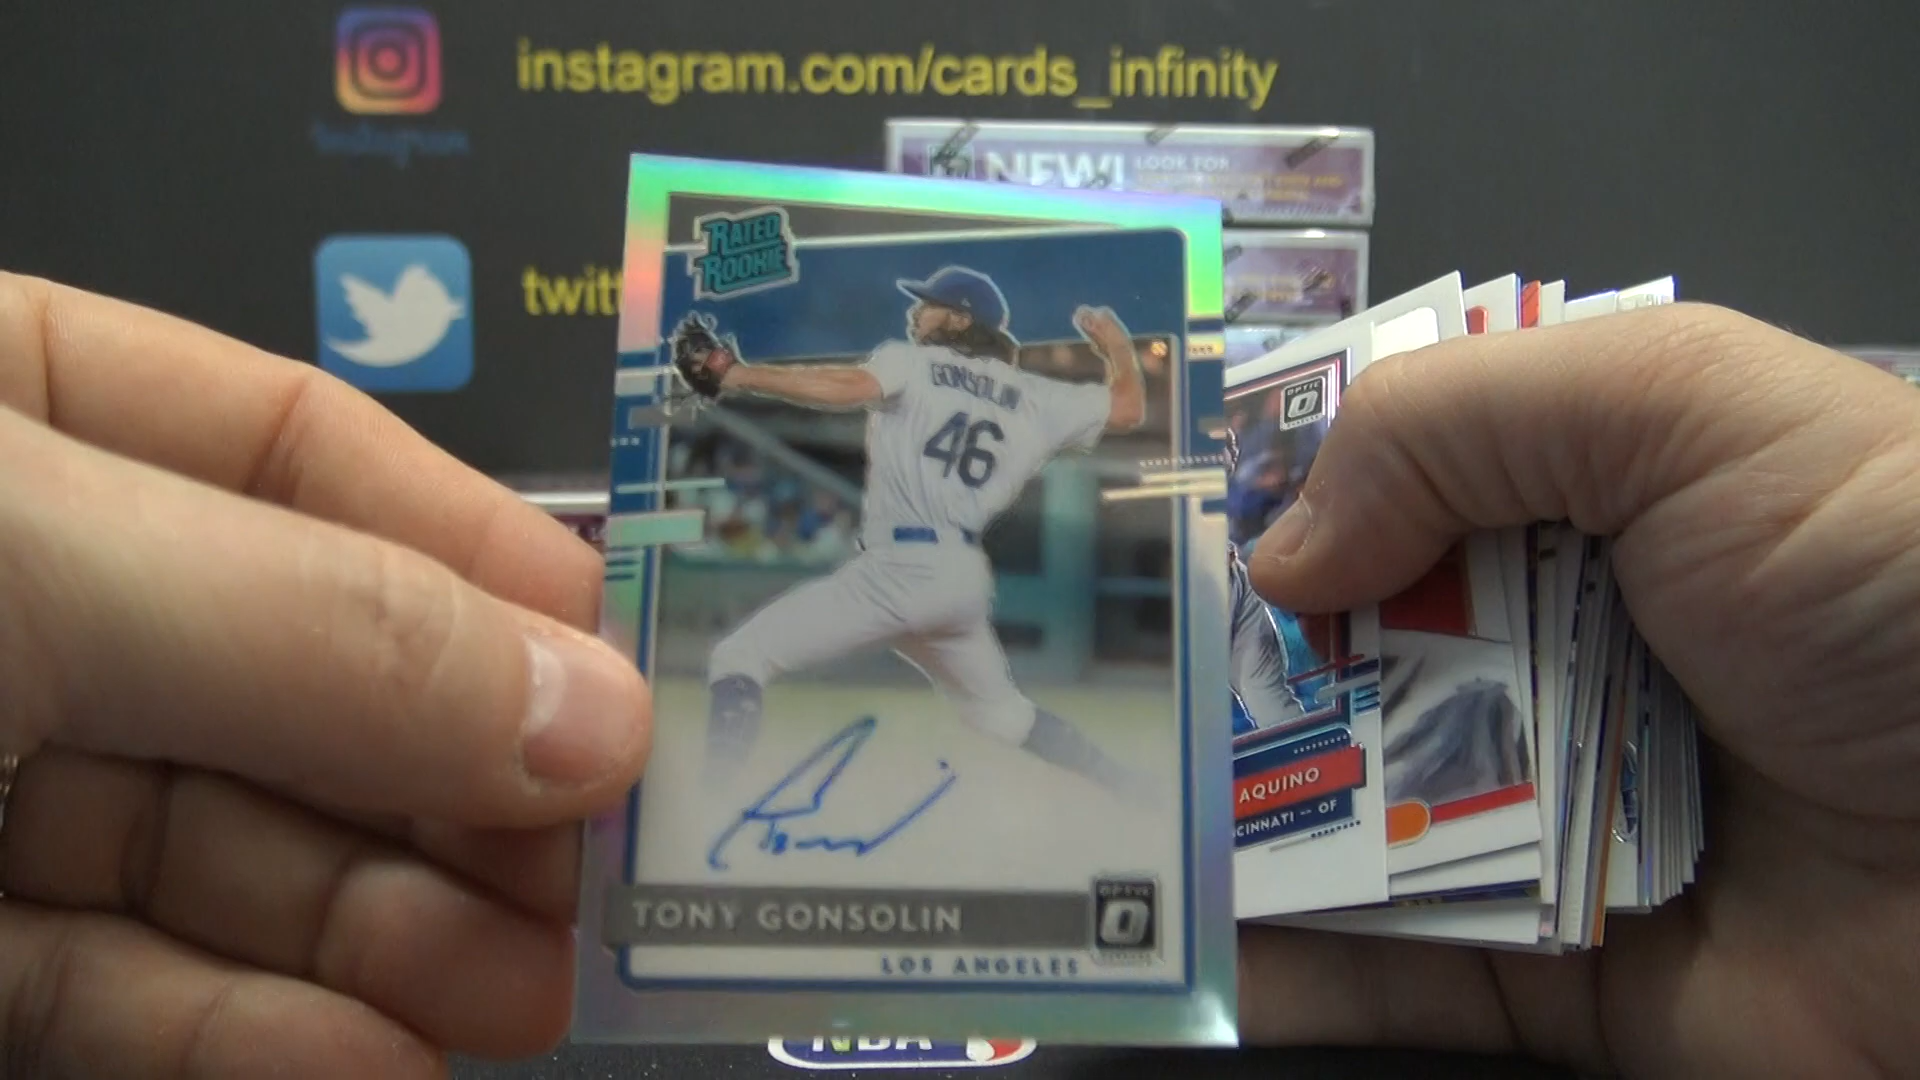 Instagram
instagram.com/cards_infinity
NEW!
LOOK FOR
twitt
RATED
ROOKIE
GONSOLIN
46
OPTIC
O
AQUINO
CINNATI -- OF
TONY GONSOLIN
OPTIC
O
LOS ANGELES
NBA